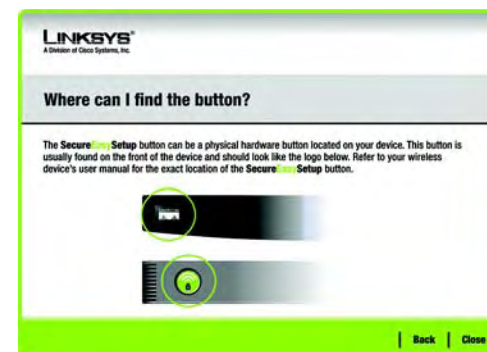 LINKSYS®
A Division of Cisco Systems, Inc.
Where can I find the button?
The SecureEasySetup button can be a physical hardware button located on your device. This button is
usually found on the front of the device and should look like the logo below. Refer to your wireless
device's user manual for the exact location of the SecureEasySetup button.
Back | Close